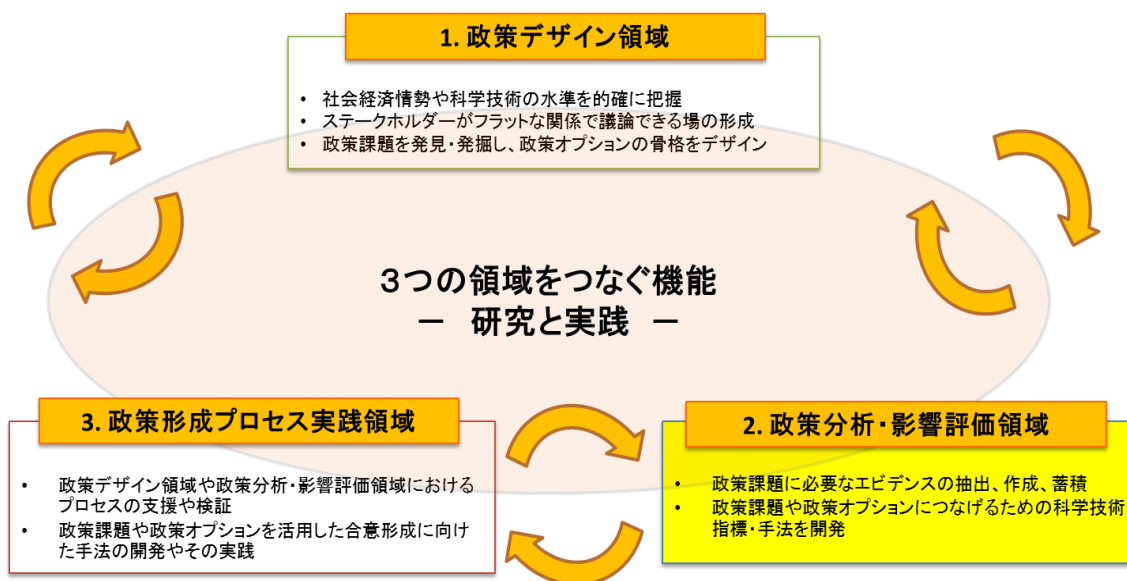 1. 政策デザイン領域
• 社会経済情勢や科学技術の水準を的確に把握
• ステークホルダーがフラットな関係で議論できる場の形成
• 政策課題を発見・発掘し、政策オプションの骨格をデザイン
３つの領域をつなぐ機能
－ 研究と実践 －
3. 政策形成プロセス実践領域
• 政策デザイン領域や政策分析・影響評価領域における
プロセスの支援や検証
• 政策課題や政策オプションを活用した合意形成に向け
た手法の開発やその実践
2. 政策分析・影響評価領域
• 政策課題に必要なエビデンスの抽出、作成、蓄積
• 政策課題や政策オプションにつなげるための科学技術
指標・手法を開発